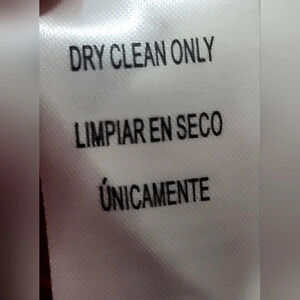 DRY CLEAN ONLY
LIMPIAR EN SECO
ÚNICAMENTE